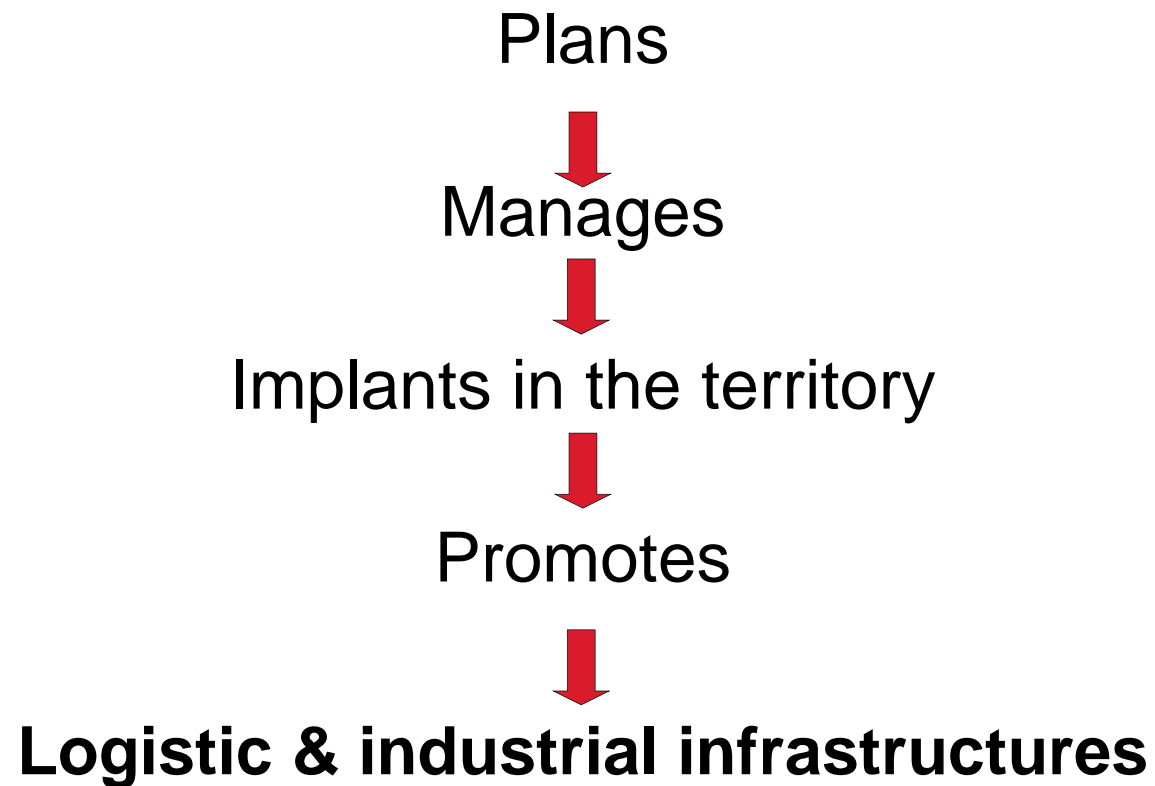 Plans
Manages
Implants in the territory
Promotes
Logistic & industrial infrastructures